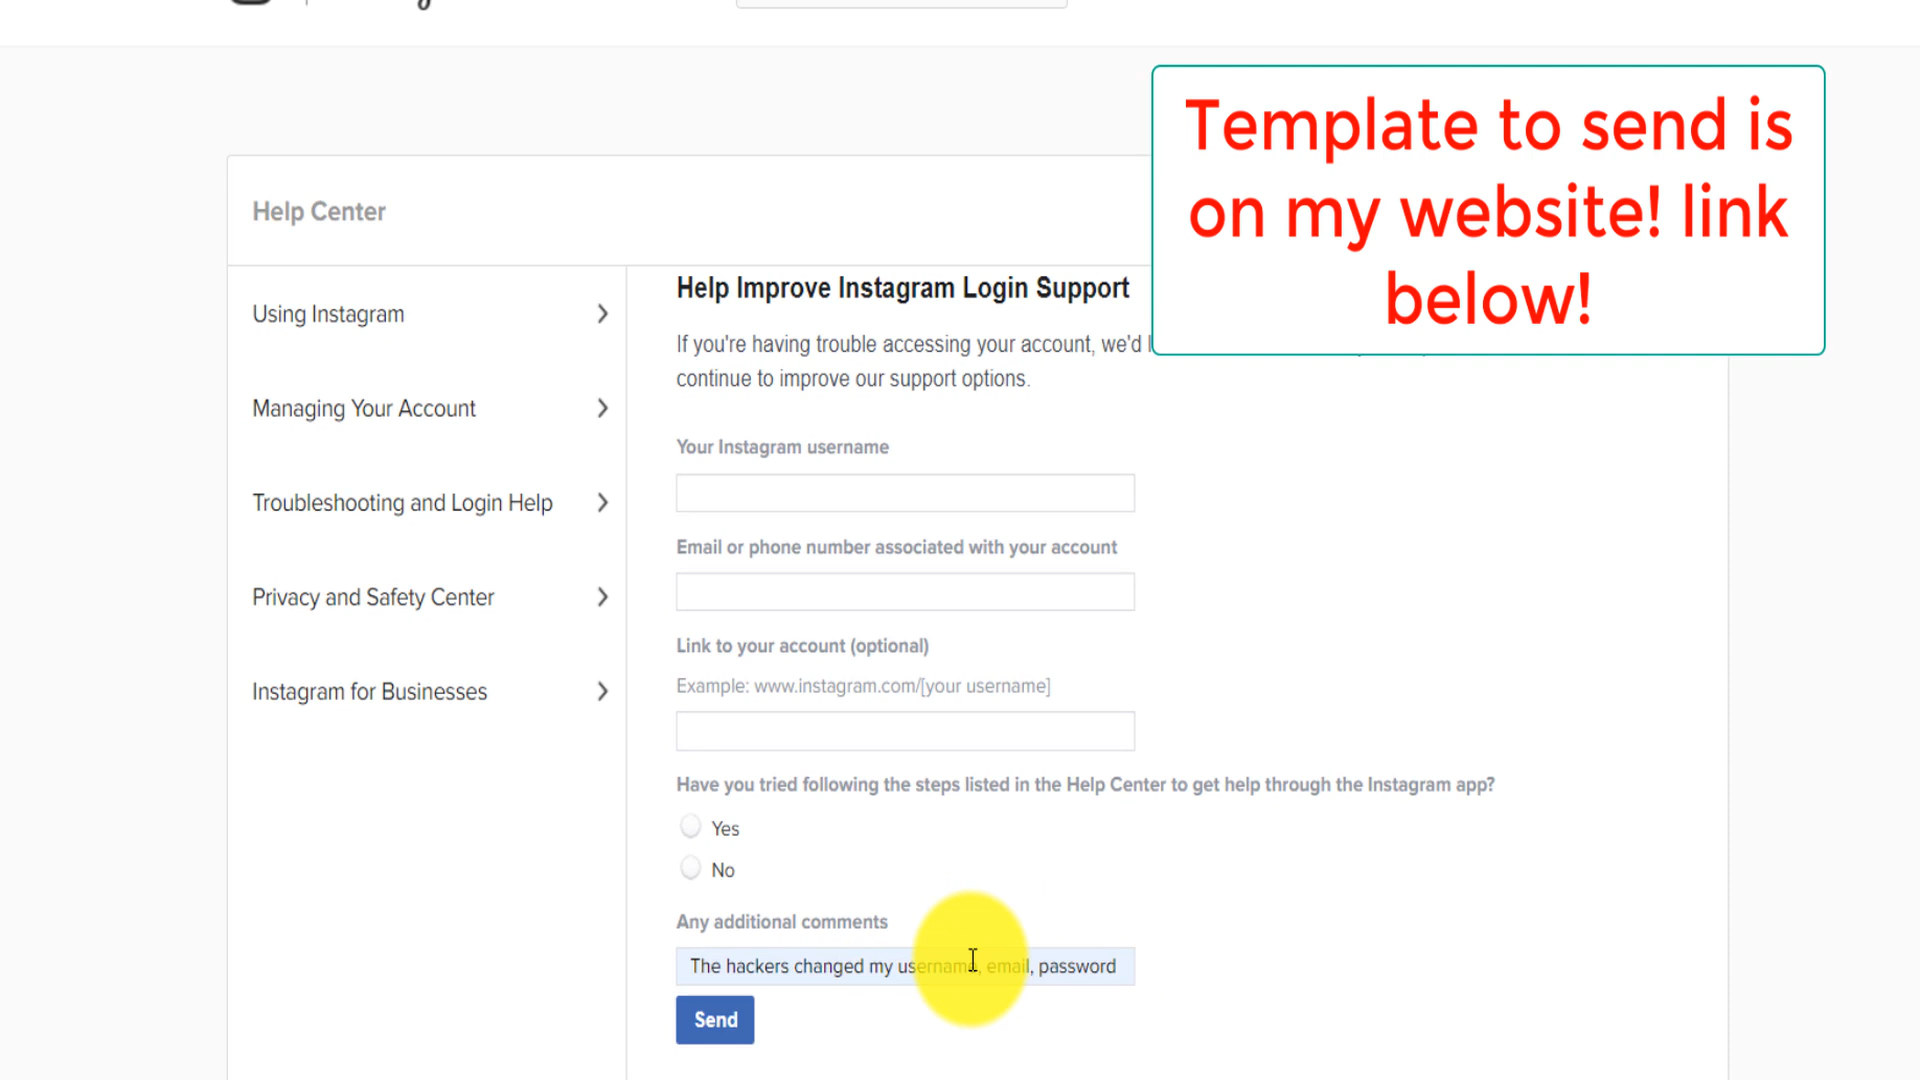 Template to send is
on my website! link
below!
Help Center
Using Instagram
Managing Your Account
Troubleshooting and Login Help
Privacy and Safety Center
Instagram for Businesses
Help Improve Instagram Login Support
If you're having trouble accessing your account, we'd
continue to improve our support options.
Your Instagram username
Email or phone number associated with your account
Link to your account (optional)
Example: www.instagram.com/[your username]
Have you tried following the steps listed in the Help Center to get help through the Instagram app?
Yes
No
Any additional comments
The hackers changed my username, email, password
Send